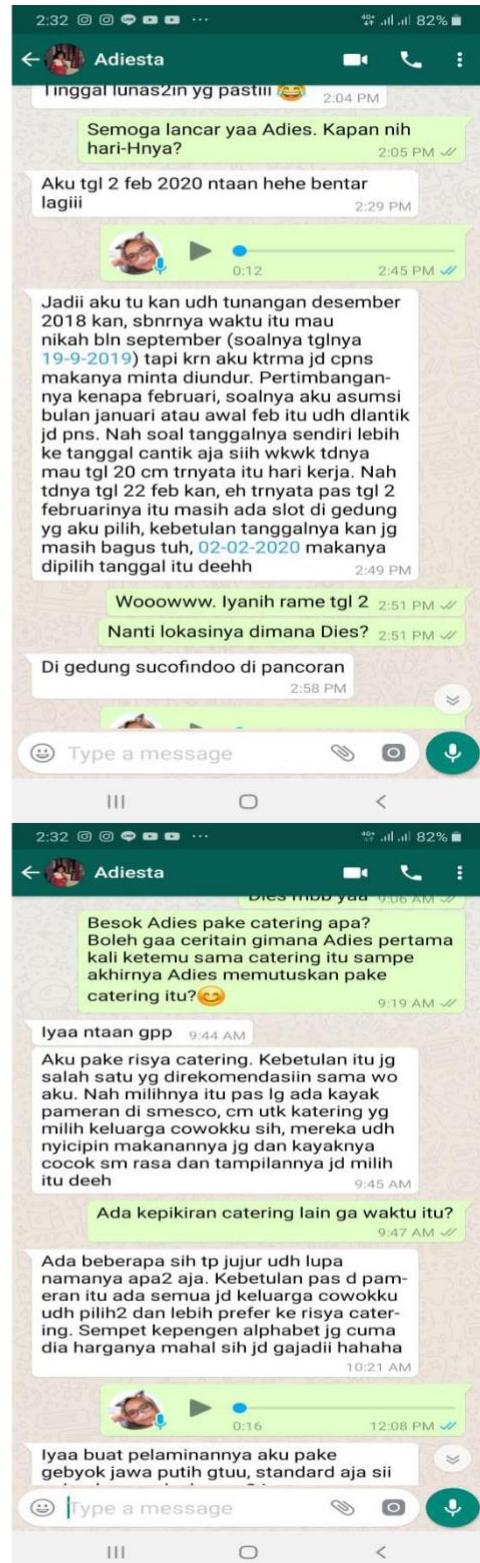 2:32
82%
Adiesta
Tinggal lunas2in yg pastiii 😂
2:04 PM
Semoga lancar yaa Adies. Kapan nih
hari-Hnya?
2:05 PM
Aku tgl 2 feb 2020 ntaan hehe bentar
lagiii
2:29 PM
0:12
2:45 PM
Jadii aku tu kan udh tunangan desember
2018 kan, sbnrnya waktu itu mau
nikah bln september (soalnya tglnya
19-9-2019) tapi krn aku ktrma jd cpns
makanya minta diundur. Pertimbangan-
nya kenapa februari, soalnya aku asumsi
bulan januari atau awal feb itu udh dlantik
jd pns. Nah soal tanggalnya sendiri lebih
ke tanggal cantik aja siih wkwk tdnya
mau tgl 20 cm trnyata itu hari kerja. Nah
tdnya tgl 22 feb kan, eh trnyata pas tgl 2
februarinya itu masih ada slot di gedung
yg aku pilih, kebetulan tanggalnya kan jg
masih bagus tuh, 02-02-2020 makanya
dipilih tanggal itu deehh
2:49 PM
Wooowww. Iyanih rame tgl 2 2:51 PM
Nanti lokasinya dimana Dies? 2:51 PM
Di gedung sucofindoo di pancoran
2:58 PM
Type a message
2:32
82%
Adiesta
Dies mbb yaa 9:06 AM
Besok Adies pake catering apa?
Boleh gaa ceritain gimana Adies pertama
kali ketemu sama catering itu sampe
akhirnya Adies memutuskan pake
catering itu?😊
9:19 AM
Iyaa ntaan gpp 9:44 AM
Aku pake risya catering. Kebetulan itu jg
salah satu yg direkomendasiin sama wo
aku. Nah milihnya itu pas lg ada kayak
pameran di smesco, cm utk katering yg
milih keluarga cowokku sih, mereka udh
nyicipin makanannya jg dan kayaknya
cocok sm rasa dan tampilannya jd milih
itu deeh
9:45 AM
Ada kepikiran catering lain ga waktu itu?
9:47 AM
Ada beberapa sih tp jujur udh lupa
namanya apa2 aja. Kebetulan pas d pam-
eran itu ada semua jd keluarga cowokku
udh pilih2 dan lebih prefer ke risya cater-
ing. Sempet kepengen alphabet jg cuma
dia harganya mahal sih jd gajadii hahaha
10:21 AM
0:16
12:08 PM
Iyaa buat pelaminannya aku pake
gebyok jawa putih gtuu, standard aja sii
Type a message